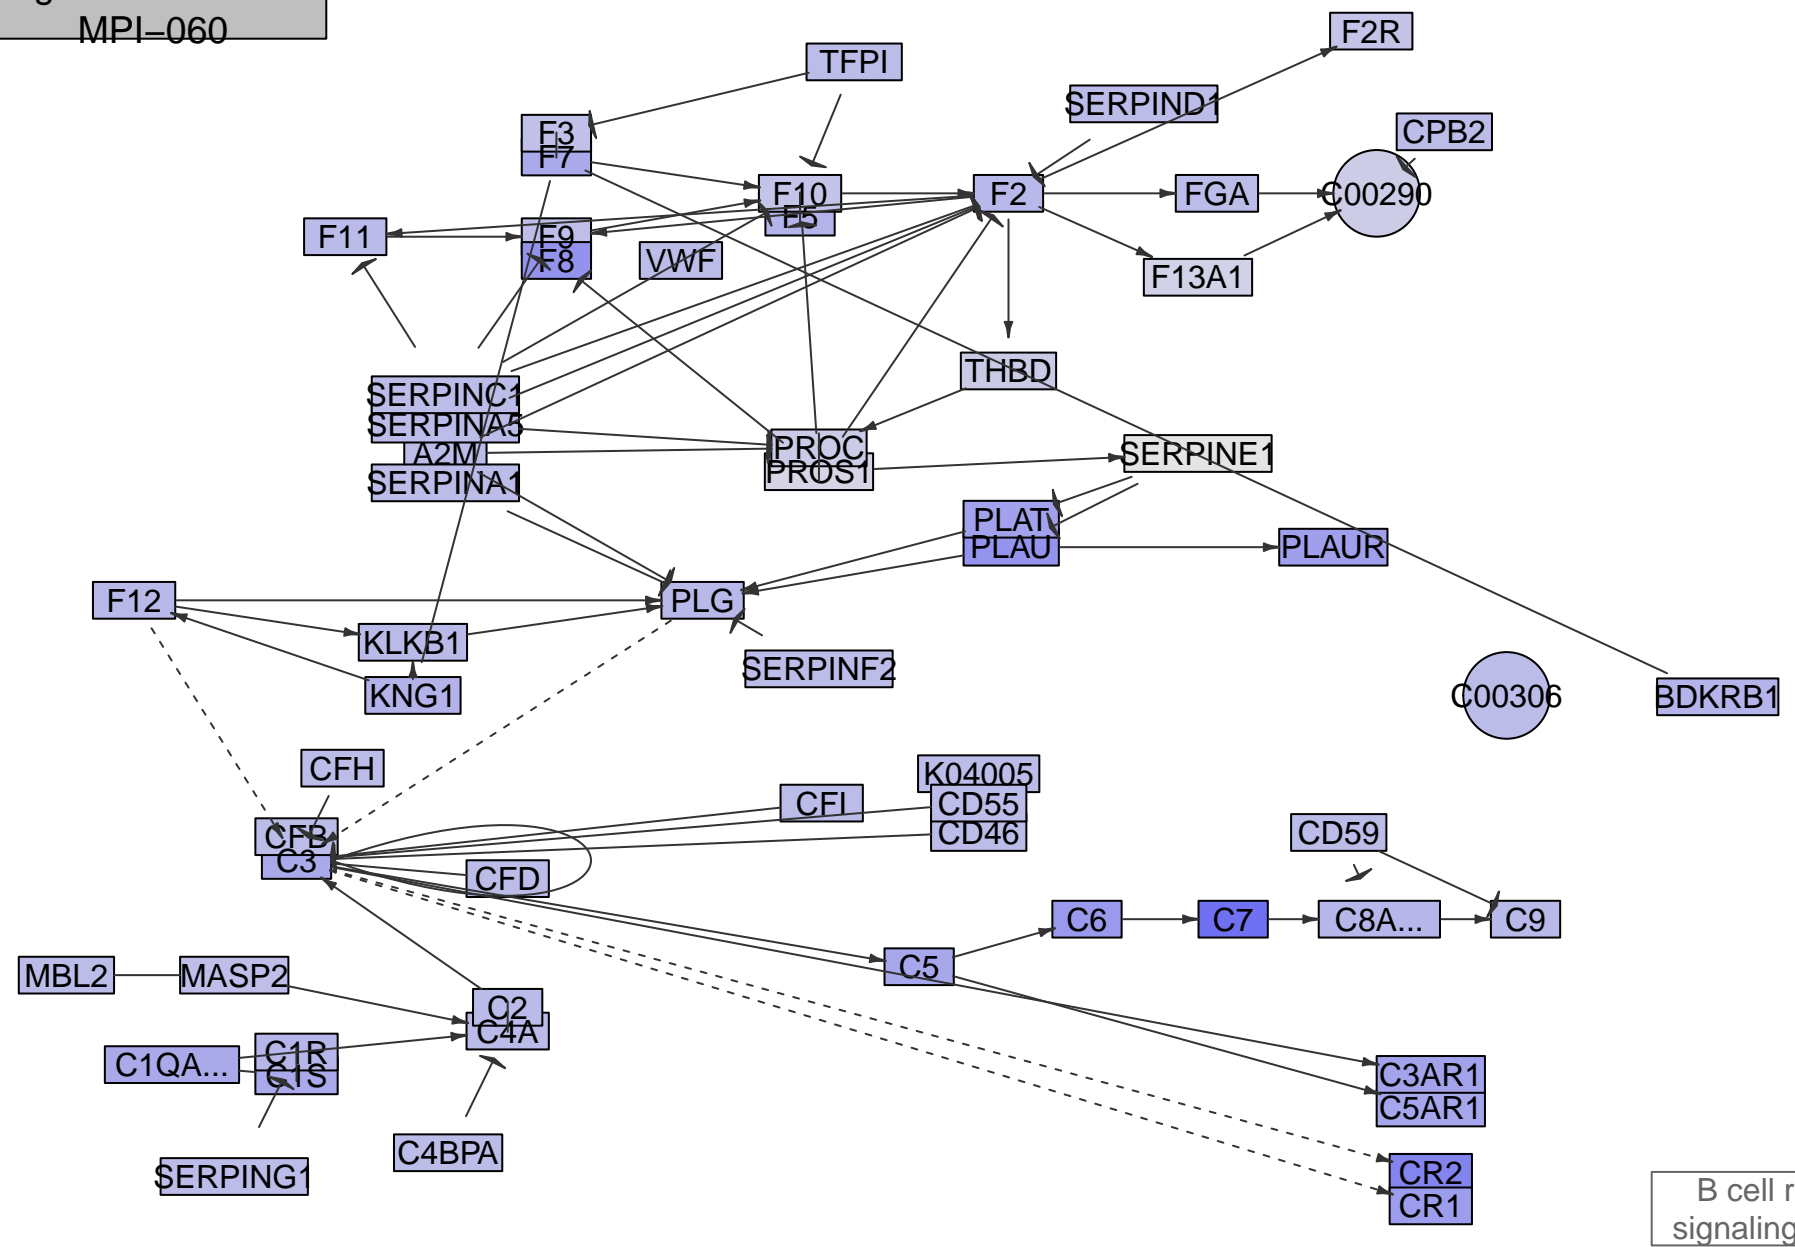 MPI–060
F2R
TFPI
SERPIND1
CPB2
F3
F7
F10
F5
F2
FGA
C00290
F11
F9
F8
VWF
F13A1
THBD
SERPINC1
SERPINA5
A2M
SERPINA1
PROC
PROS1
SERPINE1
PLAT
PLAU
PLAUR
F12
PLG
KLKB1
SERPINF2
KNG1
C00306
BDKRB1
CFH
K04005
CFI
CD55
CD46
CD59
CFB
C3
CFD
C6
C7
C8A...
C9
C5
MBL2
MASP2
C2
C4A
C1QA...
C1R
C1S
C3AR1
C5AR1
C4BPA
SERPING1
CR2
CR1
B cell r
signaling